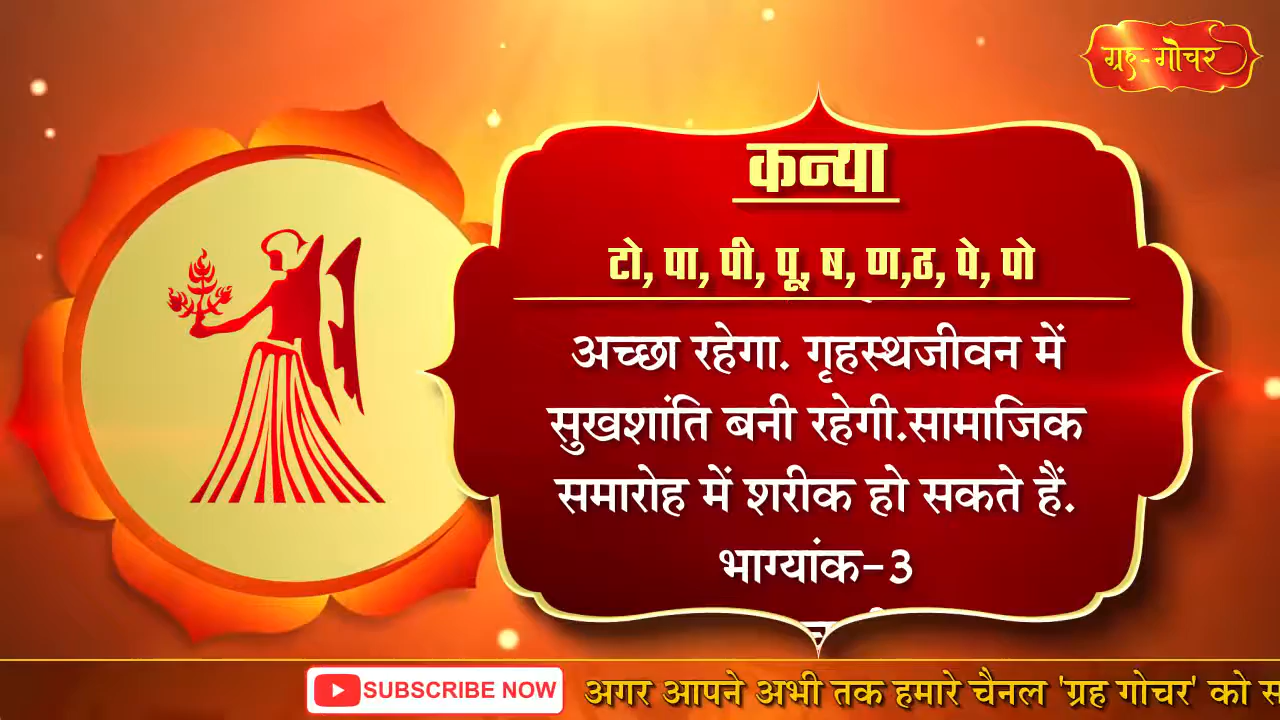 ग्रह-गोचर
कन्या
टो, पा, पी, पू, ष, ण,ठ, पे, पो
अच्छा रहेगा. गृहस्थजीवन में
सुखशांति बनी रहेगी.सामाजिक
समारोह में शरीक हो सकते हैं.
भाग्यांक-3
SUBSCRIBE NOW
अगर आपने अभी तक हमारे चैनल 'ग्रह गोचर' को